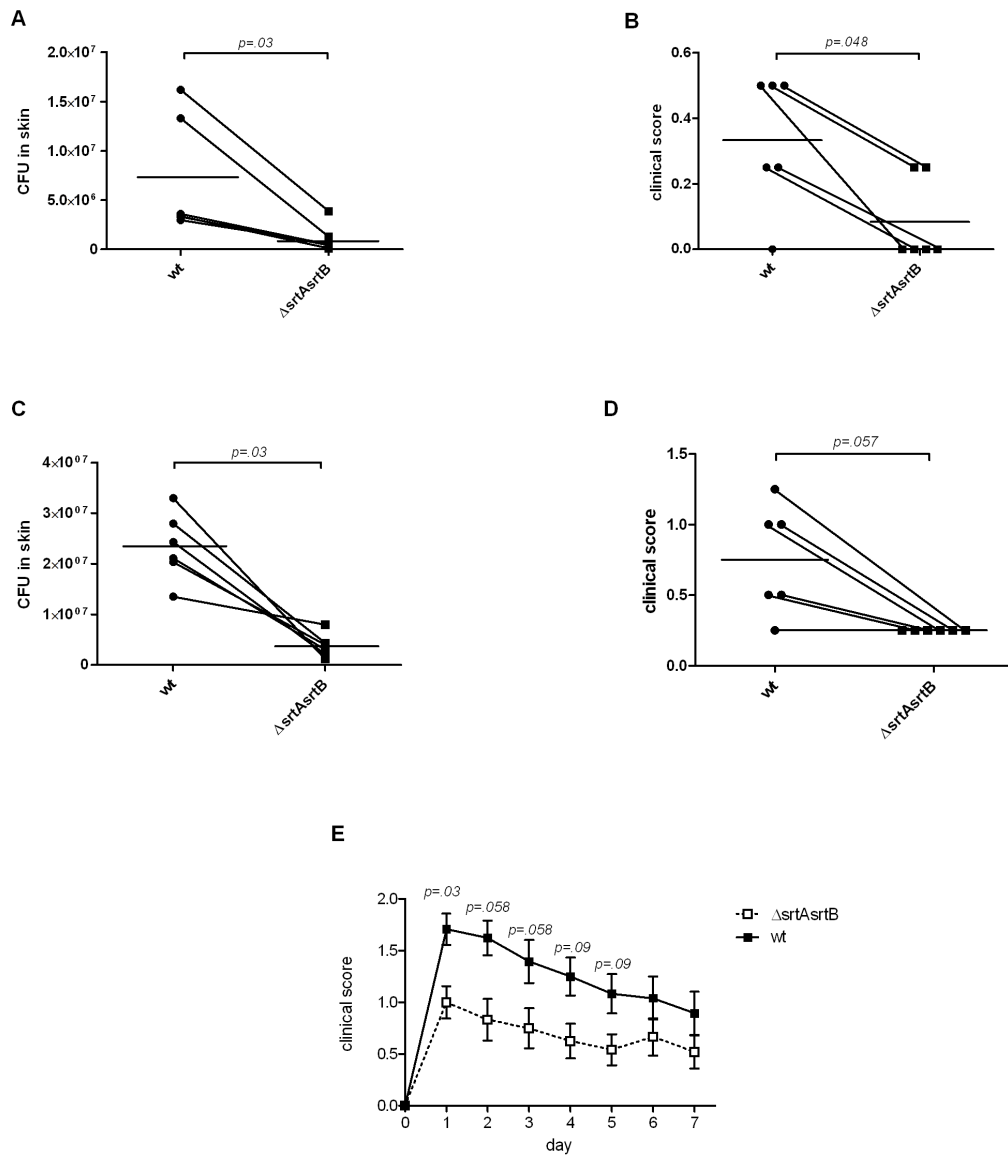 A
p=.03
2.0×10⁷
1.5×10⁷
1.0×10⁷
5.0×10⁶
0
CFU in skin
wt
ΔsrtAsrtB
B
p=.048
0.6
0.4
0.2
0.0
clinical score
wt
ΔsrtAsrtB
C
p=.03
4×10⁰⁷
3×10⁰⁷
2×10⁰⁷
1×10⁰⁷
0
CFU in skin
wt
ΔsrtAsrtB
D
p=.057
1.5
1.0
0.5
0.0
clinical score
wt
ΔsrtAsrtB
E
p=.03
p=.058
p=.058
p=.09
p=.09
2.0
1.5
1.0
0.5
0.0
clinical score
0 1 2 3 4 5 6 7
day
ΔsrtAsrtB
wt